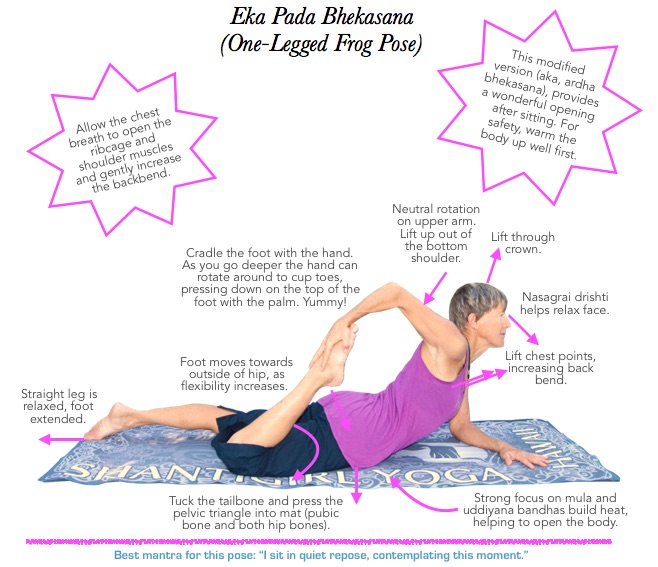 Eka Pada Bhekasana
(One-Legged Frog Pose)
Allow the chest
breath to open the
ribcage and
shoulder muscles
and gently increase
the backbend.
This modified
version (aka, ardha
bhekasana), provides
a wonderful opening
after sitting. For
safety, warm the
body up well first.
Neutral rotation
on upper arm.
Lift up out of
the bottom
shoulder.
Lift through
crown.
Cradle the foot with the hand.
As you go deeper the hand can
rotate around to cup toes,
pressing down on the top of the
foot with the palm. Yummy!
Nasagrai drishti
helps relax face.
Foot moves towards
outside of hip, as
flexibility increases.
Lift chest points,
increasing back
bend.
Straight leg is
relaxed, foot
extended.
SHANTIGIRL YOGA
HAWAII
Tuck the tailbone and press the
pelvic triangle into mat (pubic
bone and both hip bones).
Strong focus on mula and
uddiyana bandhas build heat,
helping to open the body.
Best mantra for this pose: “I sit in quiet repose, contemplating this moment.”